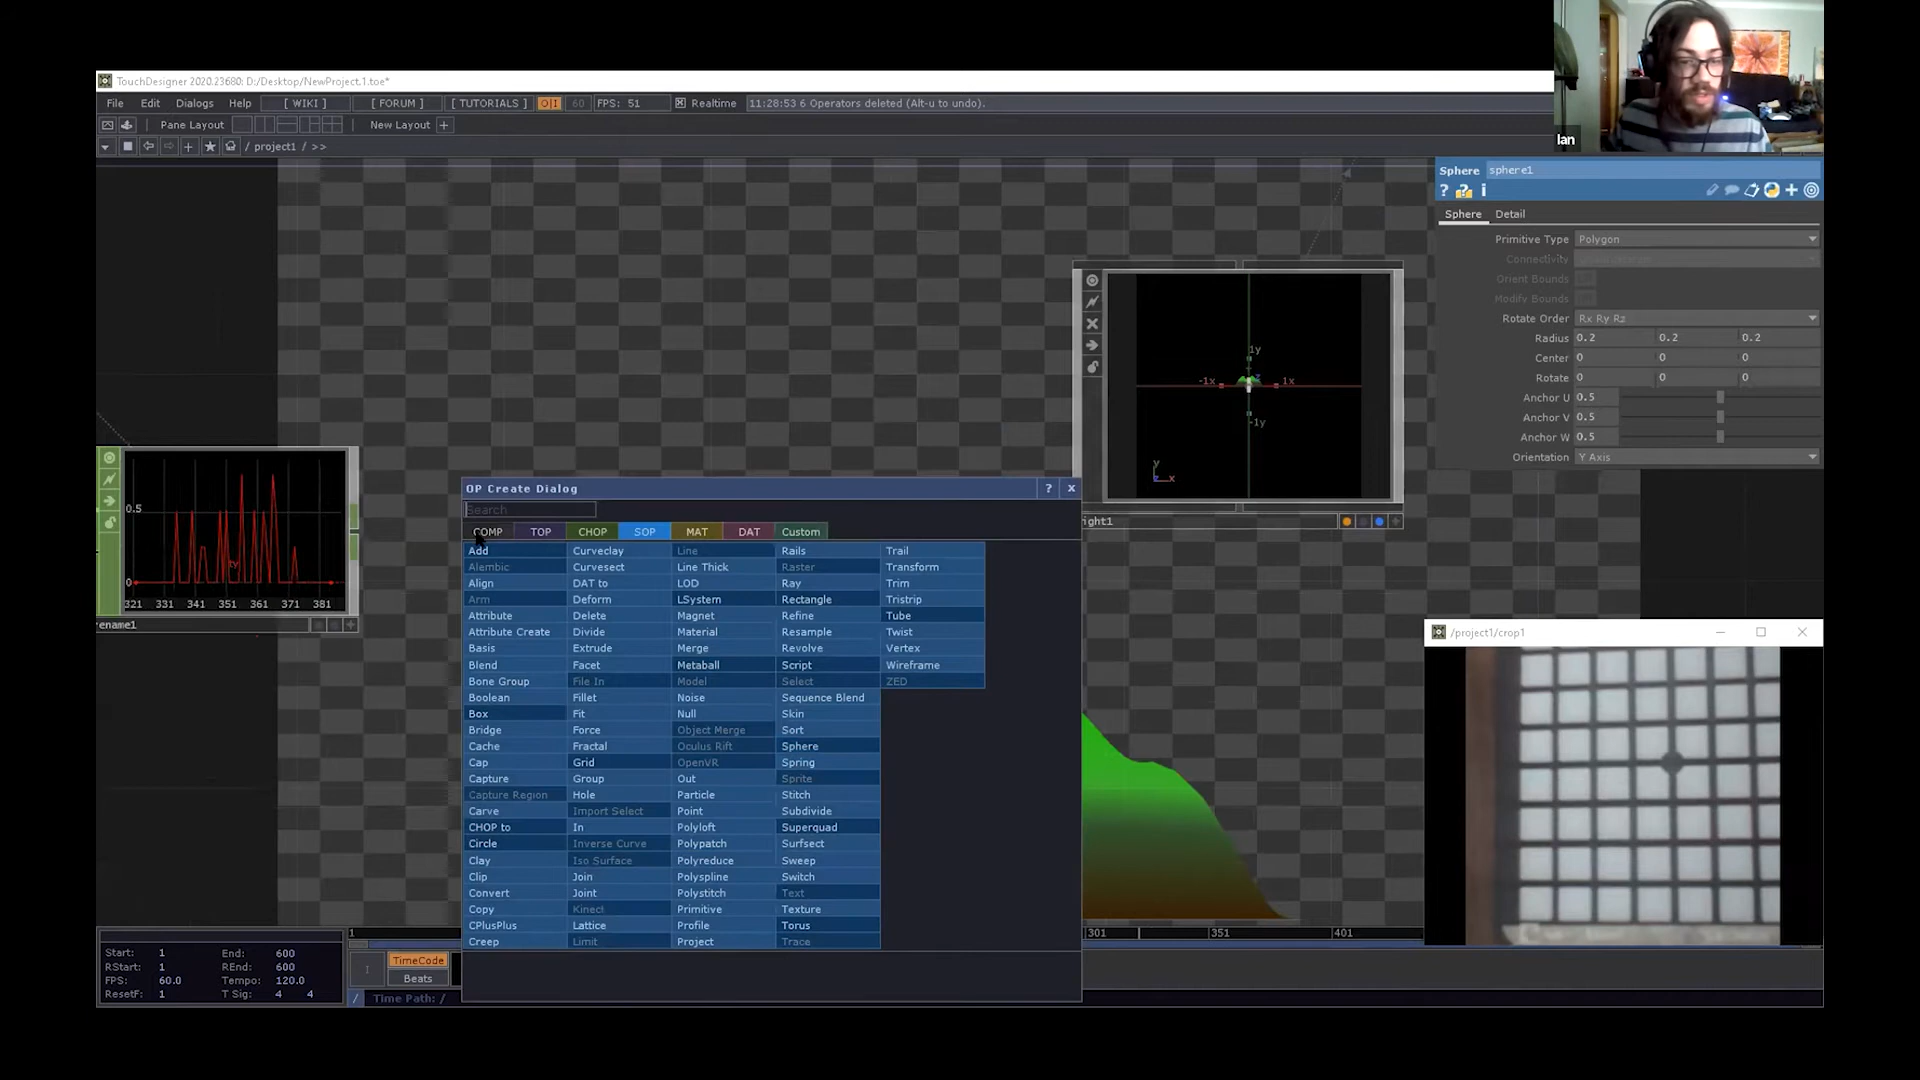 Ian
TouchDesigner 2020.23680: D:/Desktop/NewProject.1.toe*
File Edit Dialogs Help [ WIKI ] [ FORUM ] [ TUTORIALS ] O|I 60 FPS: 51 Realtime 11:28:53 6 Operators deleted (Alt-u to undo).
Pane Layout New Layout +
/ project1 / >>
Sphere sphere1
? i
Sphere Detail
Primitive Type Polygon
Connectivity
Orient Bounds
Modify Bounds
Rotate Order Rx Ry Rz
Radius 0.2 0.2 0.2
Center 0 0 0
Rotate 0 0 0
Anchor U 0.5
Anchor V 0.5
Anchor W 0.5
Orientation Y Axis
1y
-1x 1x
-1y
y
x
ight1
0.5
0
321 331 341 351 361 371 381
rename1
OP Create Dialog ? x
Search
COMP TOP CHOP SOP MAT DAT Custom
Add Curveclay Line Rails Trail
Alembic Curvesect Line Thick Raster Transform
Align DAT to LOD Ray Trim
Arm Deform LSystem Rectangle Tristrip
Attribute Delete Magnet Refine Tube
Attribute Create Divide Material Resample Twist
Basis Extrude Merge Revolve Vertex
Blend Facet Metaball Script Wireframe
Bone Group File In Model Select ZED
Boolean Fillet Noise Sequence Blend
Box Fit Null Skin
Bridge Force Object Merge Sort
Cache Fractal Oculus Rift Sphere
Cap Grid OpenVR Spring
Capture Group Out Sprite
Capture Region Hole Particle Stitch
Carve Import Select Point Subdivide
CHOP to In Polyloft Superquad
Circle Inverse Curve Polypatch Surfsect
Clay Iso Surface Polyreduce Sweep
Clip Join Polyspline Switch
Convert Joint Polystitch Text
Copy Kinect Primitive Texture
CPlusPlus Lattice Profile Torus
Creep Limit Project Trace
/project1/crop1
1 301 351 401
Start: 1 End: 600
RStart: 1 REnd: 600
FPS: 60.0 Tempo: 120.0
ResetF: 1 T Sig: 4 4
TimeCode
Beats
/ Time Path: /